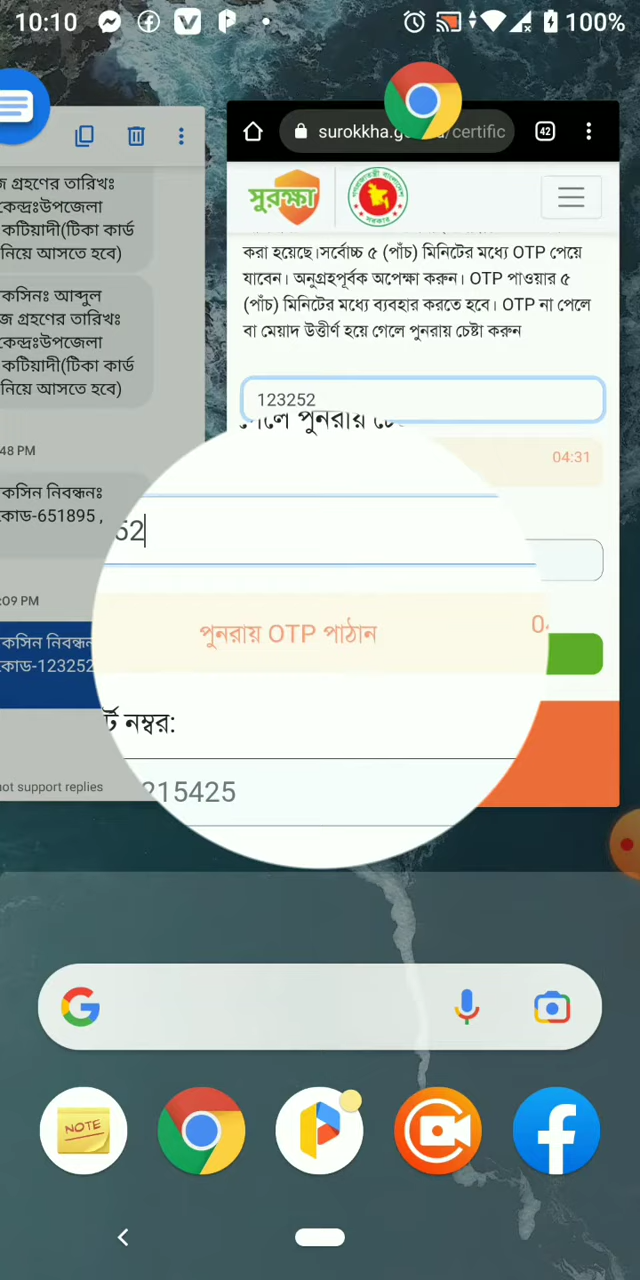 10:10
100%
জ গ্রহণের তারিখঃ
কেন্দ্রঃউপজেলা
কটিয়াদী(টিকা কার্ড
নিয়ে আসতে হবে)
কসিনঃ আব্দুল
জ গ্রহণের তারিখঃ
কেন্দ্রঃউপজেলা
কটিয়াদী(টিকা কার্ড
নিয়ে আসতে হবে)
:48 PM
কসিন নিবন্ধনঃ
কোড-651895 ,
:09 PM
কসিন নিবন্ধন
কোড-123252
not support replies
surokkha.g
/certific
42
সুরক্ষা
করা হয়েছে।সর্বোচ্চ ৫ (পাঁচ) মিনিটের মধ্যে OTP পেয়ে
যাবেন। অনুগ্রহপূর্বক অপেক্ষা করুন। OTP পাওয়ার ৫
(পাঁচ) মিনিটের মধ্যে ব্যবহার করতে হবে। OTP না পেলে
বা মেয়াদ উত্তীর্ণ হয়ে গেলে পুনরায় চেষ্টা করুন
123252
পুনরায়
04:31
52
পুনরায় OTP পাঠান
নম্বর:
215425
NOTE